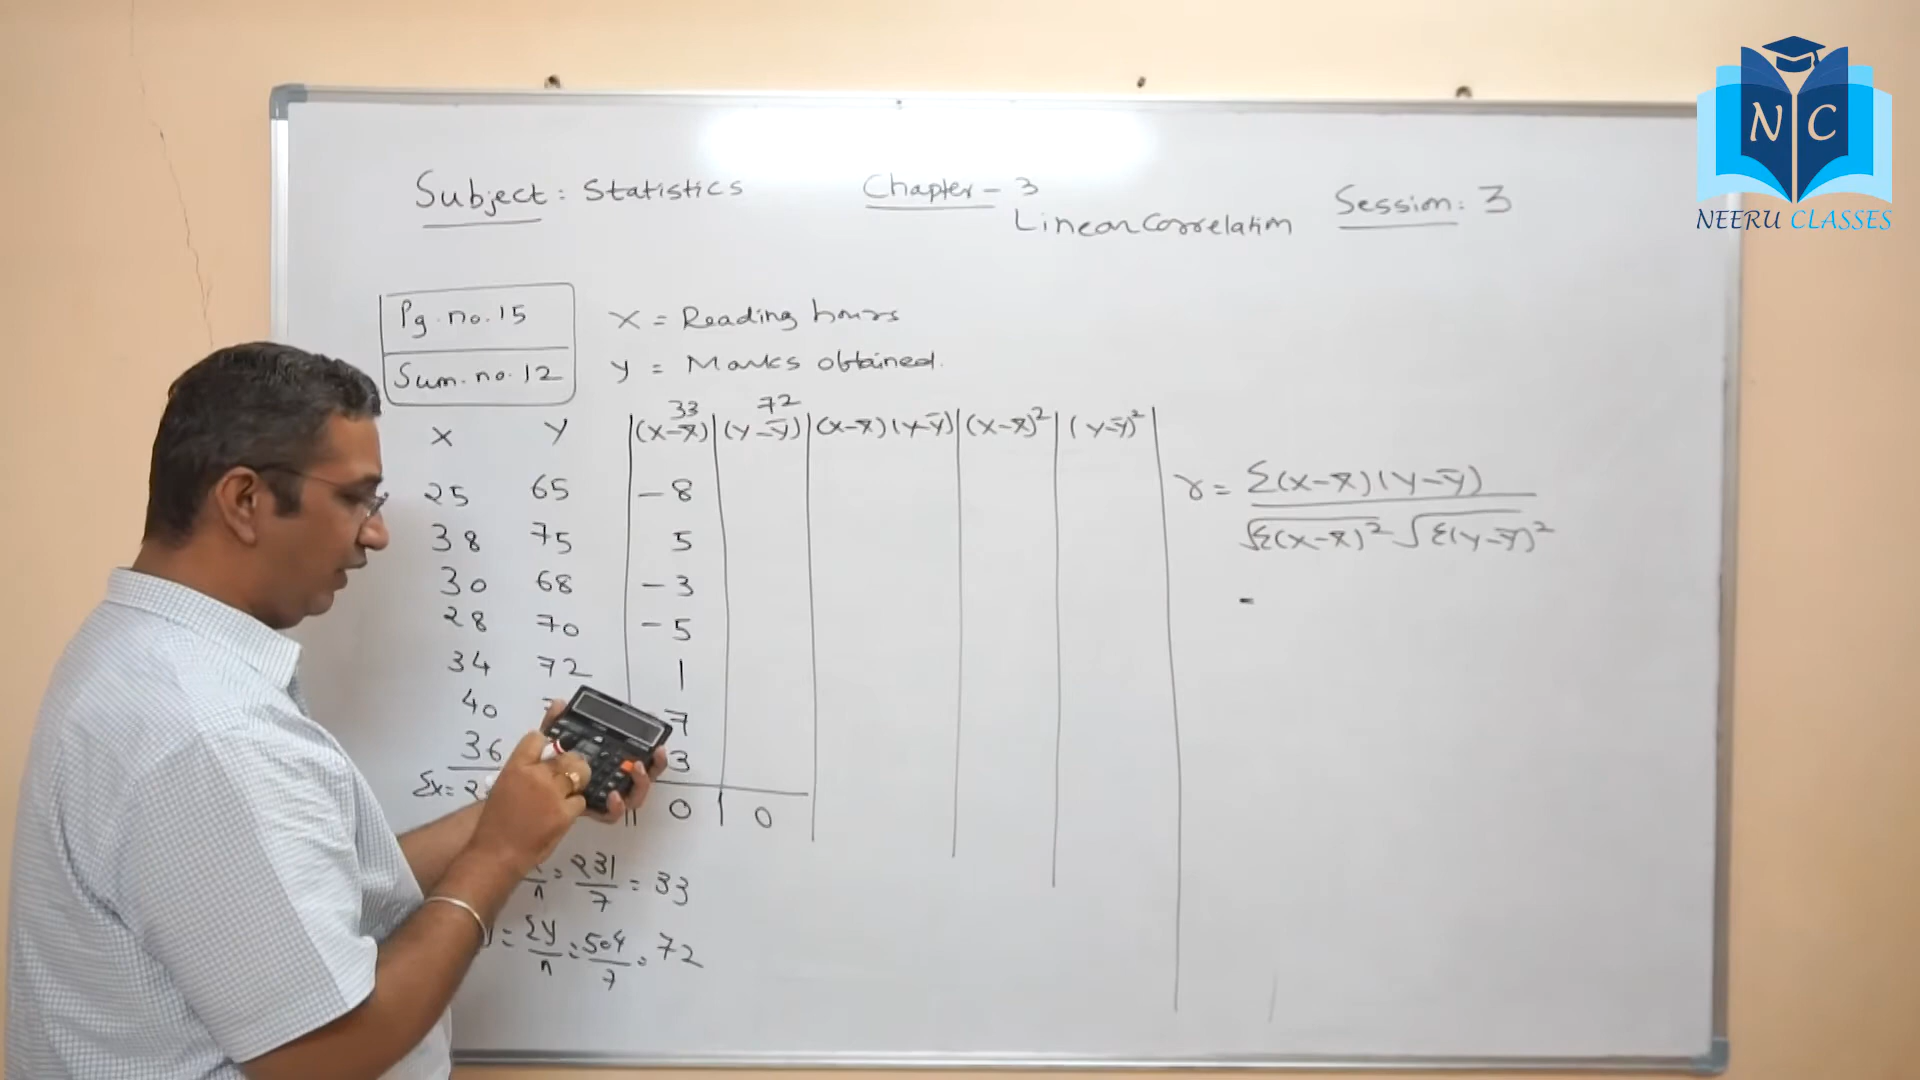 N C
NEERU CLASSES
Subject: Statistics
Chapter - 3
Linear Correlation
Session: 3
Pg. no. 15
Sum. no. 12
X = Reading hours
Y = Marks obtained.
33 72
X Y (X-X̄) (Y-Ȳ) (X-X̄)(Y-Ȳ) (X-X̄)² (Y-Ȳ)²
25 65 -8
38 75 5
30 68 -3
28 70 -5
34 72 1
40 7
36 3
Σx= 0 0
n = 231/7 = 33
= Σy/n = 504/7 = 72
r = Σ(X-X̄)(Y-Ȳ)
√Σ(X-X̄)² √Σ(Y-Ȳ)²